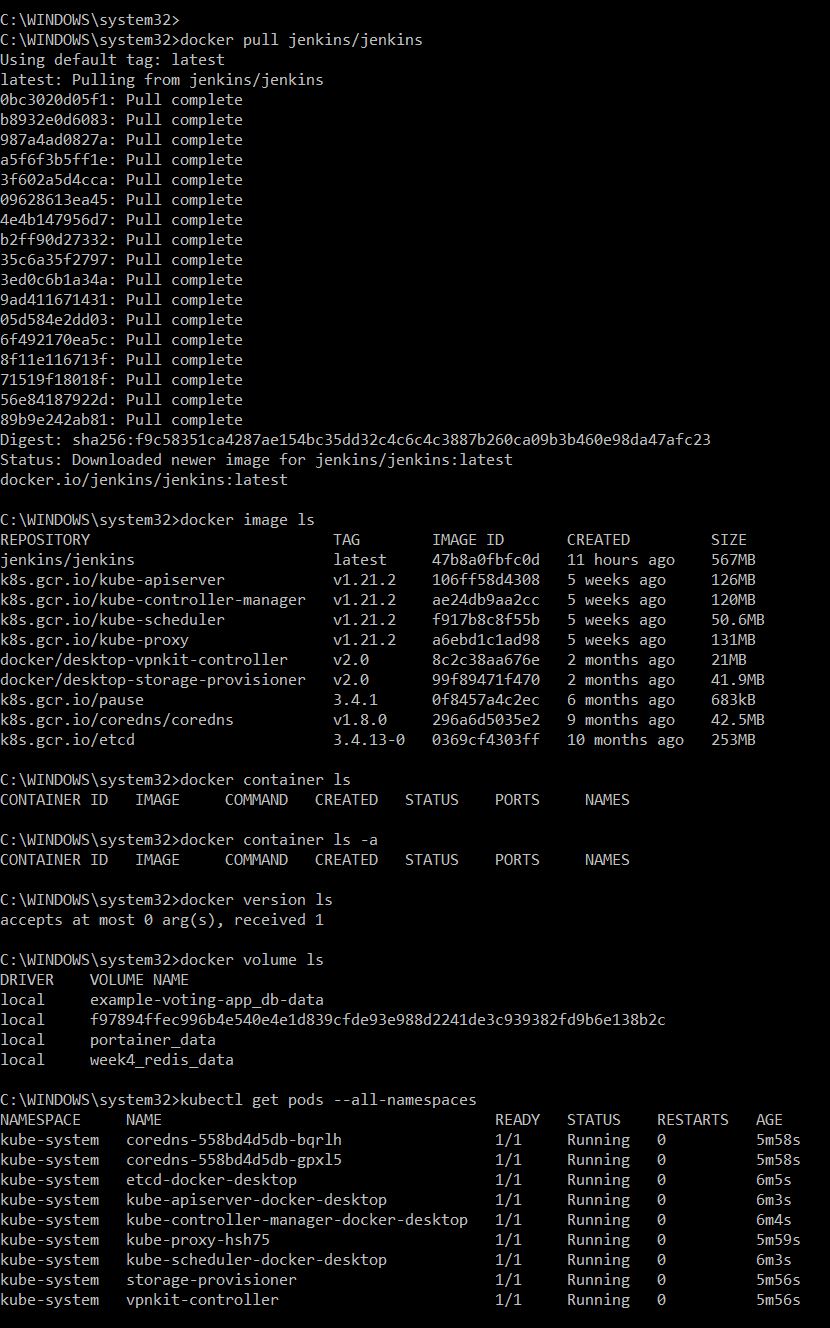 C:\WINDOWS\system32>
C:\WINDOWS\system32>docker pull jenkins/jenkins
Using default tag: latest
latest: Pulling from jenkins/jenkins
0bc3020d05f1: Pull complete
b8932e0d6083: Pull complete
987a4ad0827a: Pull complete
a5f6f3b5ff1e: Pull complete
3f602a5d4cca: Pull complete
09628613ea45: Pull complete
4e4b147956d7: Pull complete
b2ff90d27332: Pull complete
35c6a35f2797: Pull complete
3ed0c6b1a34a: Pull complete
9ad411671431: Pull complete
05d584e2dd03: Pull complete
6f492170ea5c: Pull complete
8f11e116713f: Pull complete
71519f18018f: Pull complete
56e84187922d: Pull complete
89b9e242ab81: Pull complete
Digest: sha256:f9c58351ca4287ae154bc35dd32c4c6c4c3887b260ca09b3b460e98da47afc23
Status: Downloaded newer image for jenkins/jenkins:latest
docker.io/jenkins/jenkins:latest
C:\WINDOWS\system32>docker image ls
REPOSITORY TAG IMAGE ID CREATED SIZE
jenkins/jenkins latest 47b8a0fbfc0d 11 hours ago 567MB
k8s.gcr.io/kube-apiserver v1.21.2 106ff58d4308 5 weeks ago 126MB
k8s.gcr.io/kube-controller-manager v1.21.2 ae24db9aa2cc 5 weeks ago 120MB
k8s.gcr.io/kube-scheduler v1.21.2 f917b8c8f55b 5 weeks ago 50.6MB
k8s.gcr.io/kube-proxy v1.21.2 a6ebd1c1ad98 5 weeks ago 131MB
docker/desktop-vpnkit-controller v2.0 8c2c38aa676e 2 months ago 21MB
docker/desktop-storage-provisioner v2.0 99f89471f470 2 months ago 41.9MB
k8s.gcr.io/pause 3.4.1 0f8457a4c2ec 6 months ago 683kB
k8s.gcr.io/coredns/coredns v1.8.0 296a6d5035e2 9 months ago 42.5MB
k8s.gcr.io/etcd 3.4.13-0 0369cf4303ff 10 months ago 253MB
C:\WINDOWS\system32>docker container ls
CONTAINER ID IMAGE COMMAND CREATED STATUS PORTS NAMES
C:\WINDOWS\system32>docker container ls -a
CONTAINER ID IMAGE COMMAND CREATED STATUS PORTS NAMES
C:\WINDOWS\system32>docker version ls
accepts at most 0 arg(s), received 1
C:\WINDOWS\system32>docker volume ls
DRIVER VOLUME NAME
local example-voting-app_db-data
local f97894ffec996b4e540e4e1d839cfde93e988d2241de3c939382fd9b6e138b2c
local portainer_data
local week4_redis_data
C:\WINDOWS\system32>kubectl get pods --all-namespaces
NAMESPACE NAME READY STATUS RESTARTS AGE
kube-system coredns-558bd4d5db-bqrlh 1/1 Running 0 5m58s
kube-system coredns-558bd4d5db-gpxl5 1/1 Running 0 5m58s
kube-system etcd-docker-desktop 1/1 Running 0 6m5s
kube-system kube-apiserver-docker-desktop 1/1 Running 0 6m3s
kube-system kube-controller-manager-docker-desktop 1/1 Running 0 6m4s
kube-system kube-proxy-hsh75 1/1 Running 0 5m59s
kube-system kube-scheduler-docker-desktop 1/1 Running 0 6m3s
kube-system storage-provisioner 1/1 Running 0 5m56s
kube-system vpnkit-controller 1/1 Running 0 5m56s